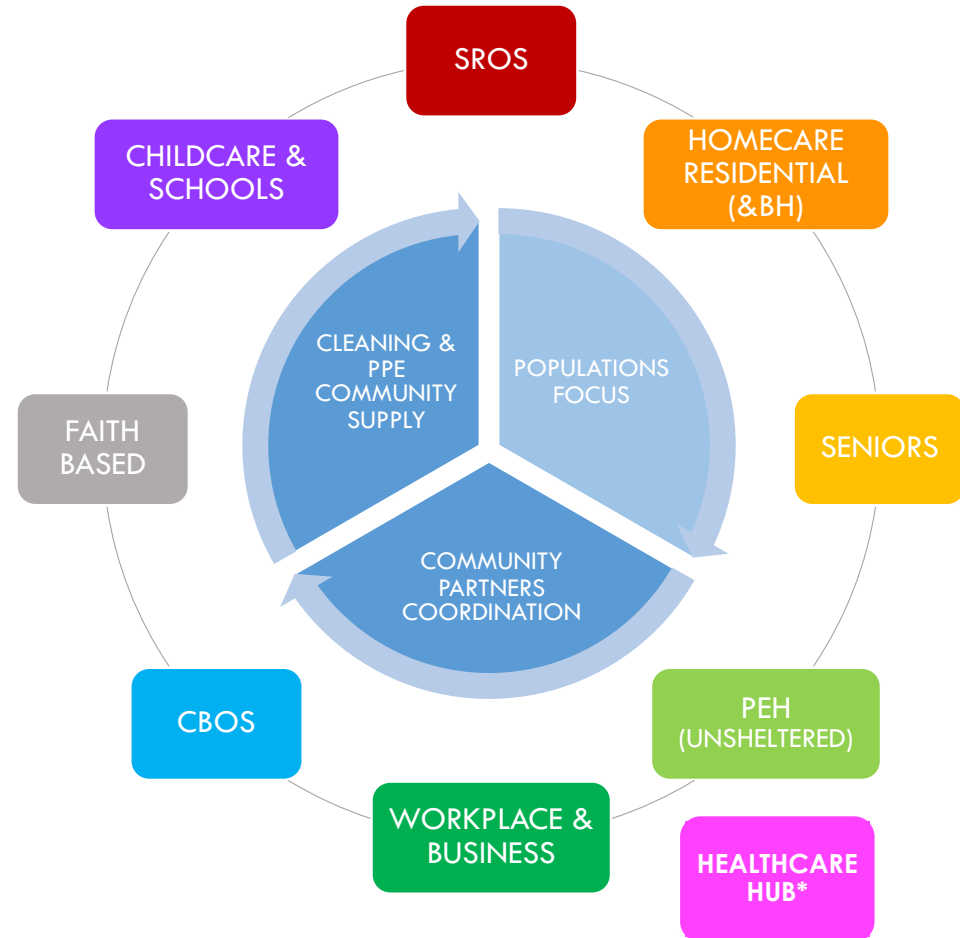 SROS
HOMECARE
RESIDENTIAL
(&BH)
CHILDCARE &
SCHOOLS
CLEANING &
PPE
COMMUNITY
SUPPLY
POPULATIONS
FOCUS
FAITH
BASED
SENIORS
COMMUNITY
PARTNERS
COORDINATION
CBOS
PEH
(UNSHELTERED)
WORKPLACE &
BUSINESS
HEALTHCARE
HUB*